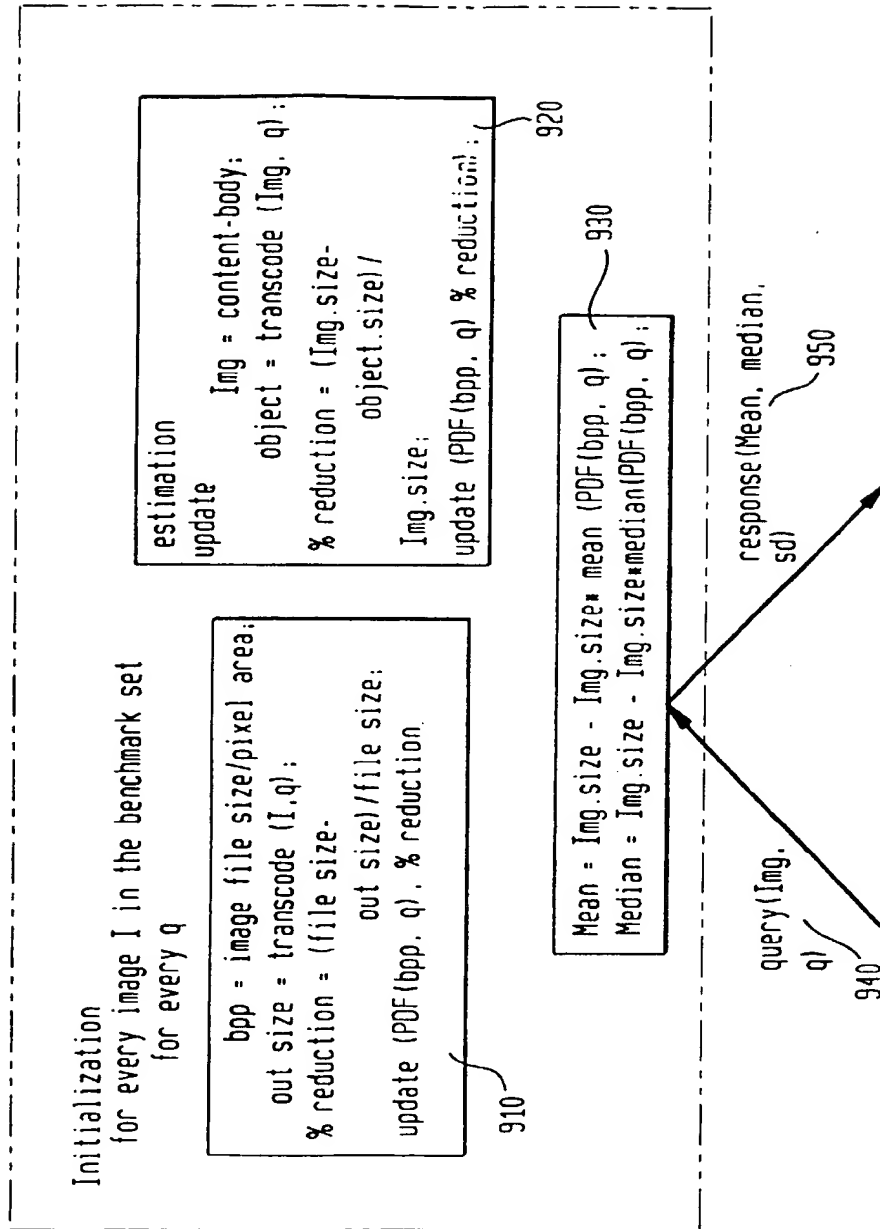 Initialization
for every image I in the benchmark set
for every q
bpp = image file size/pixel area;
out size = transcode (I,q);
% reduction = (file size-
out size)/file size;
update (PDF(bpp, q), % reduction
910
estimation
update
Img = content-body;
object = transcode (Img, q);
% reduction = (Img.size-
object.size)/
Img.size;
update (PDF(bpp, q) % reduction);
920
Mean = Img.size - Img.size* mean (PDF(bpp, q);
Median = Img.size - Img.size*median(PDF(bpp, q);
930
query(Img,
q)
940
response(Mean, median,
sd)
950